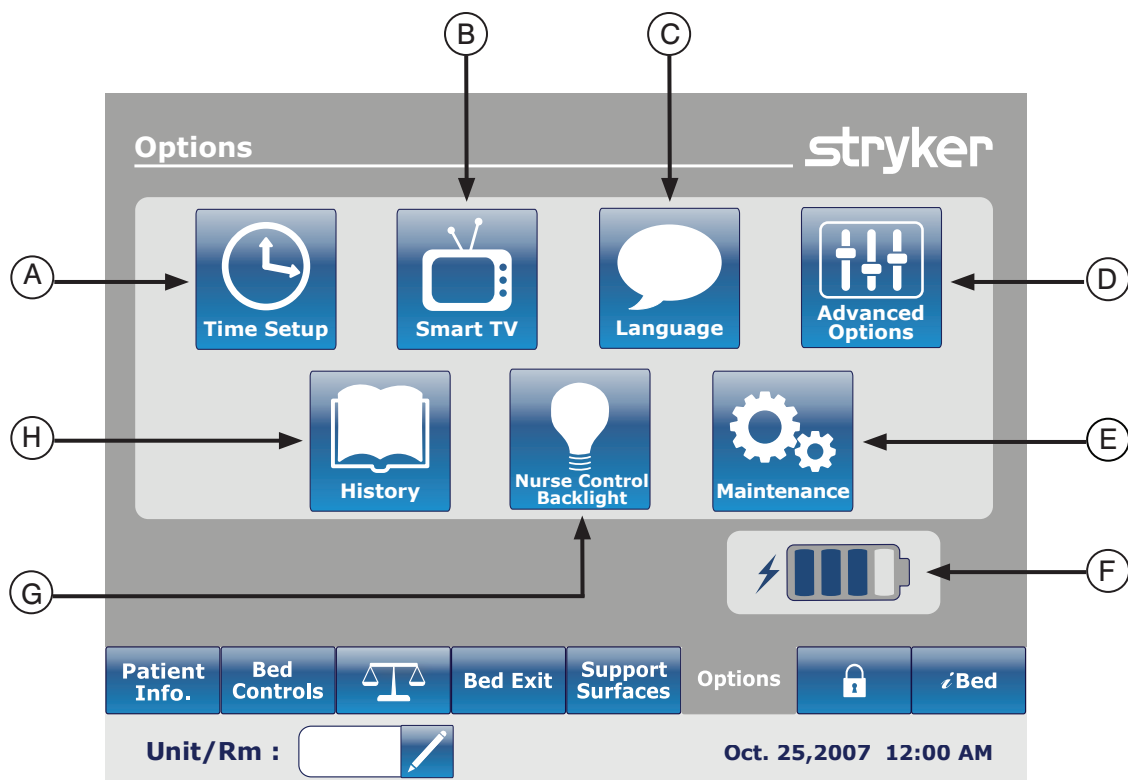 B
C
Options
stryker
A
Time Setup
Smart TV
Language
Advanced
Options
D
H
History
Nurse Control
Backlight
Maintenance
E
G
F
Patient
Info.
Bed
Controls
Bed Exit
Support
Surfaces
Options
iBed
Unit/Rm :
Oct. 25,2007 12:00 AM